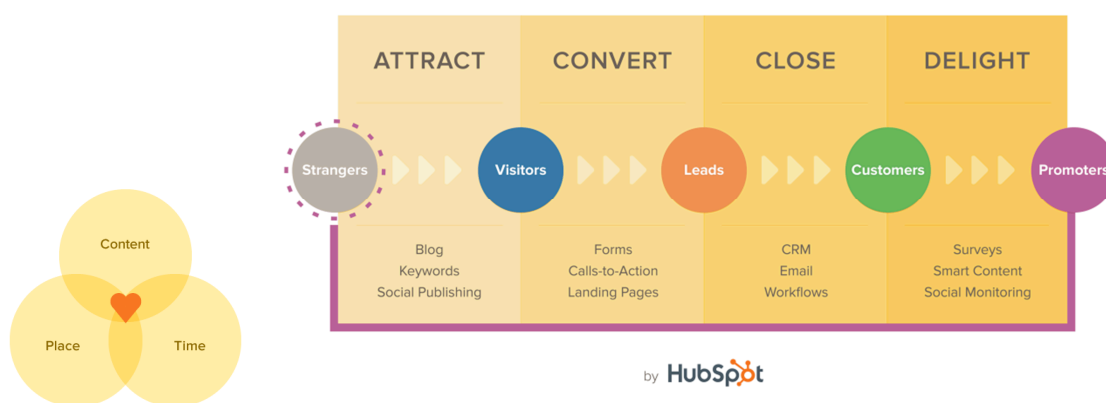 ATTRACT
CONVERT
CLOSE
DELIGHT
Strangers
Visitors
Leads
Customers
Promoters
Blog
Keywords
Social Publishing
Forms
Calls-to-Action
Landing Pages
CRM
Email
Workflows
Surveys
Smart Content
Social Monitoring
Content
Place
Time
by HubSpot